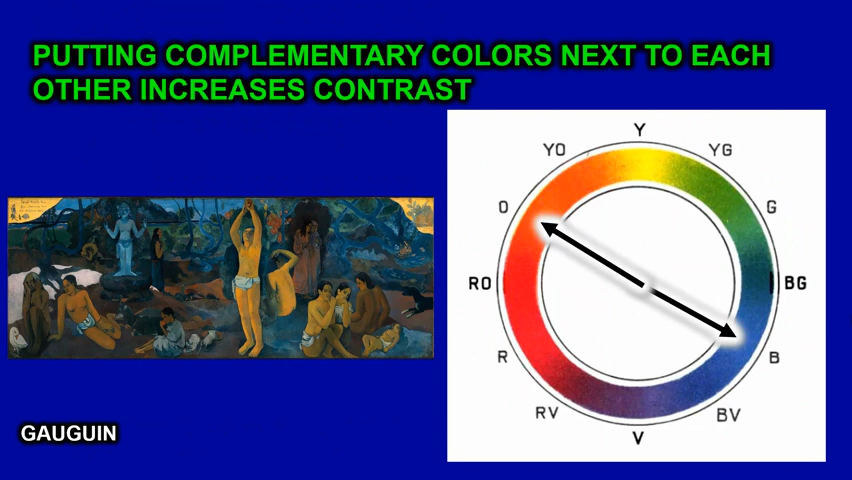 PUTTING COMPLEMENTARY COLORS NEXT TO EACH
OTHER INCREASES CONTRAST
Y
YO
YG
O
G
RO
BG
R
B
RV
BV
V
GAUGUIN